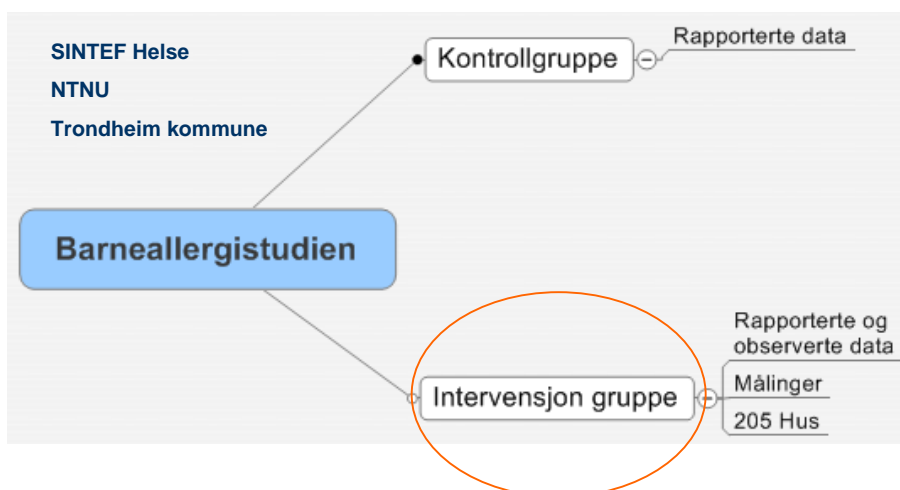 SINTEF Helse
NTNU
Trondheim kommune
Kontrollgruppe
Rapporterte data
Barneallergistudien
Intervensjon gruppe
Rapporterte og
observerte data
Målinger
205 Hus